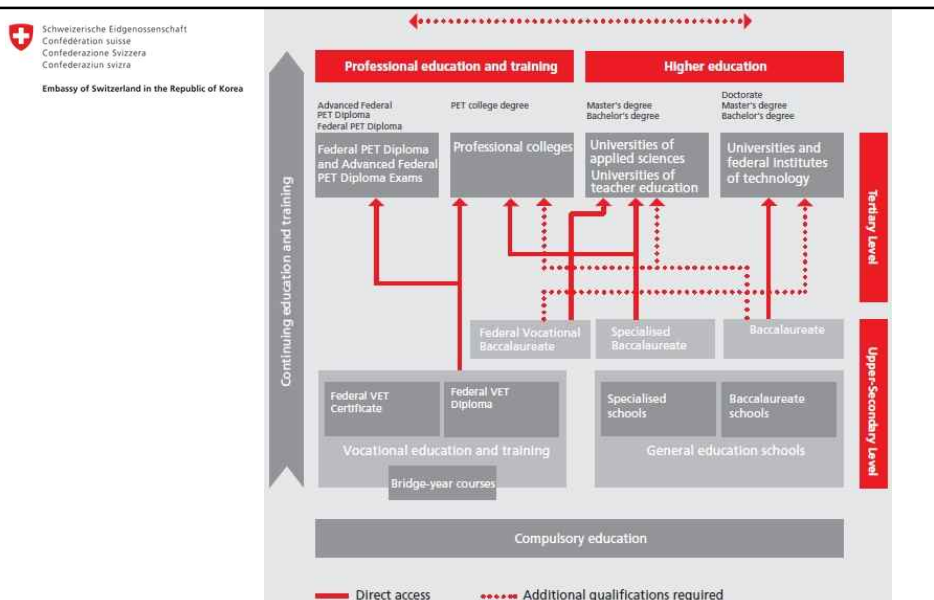 Schweizerische Eidgenossenschaft
Confédération suisse
Confederazione Svizzera
Confederaziun svizra
Embassy of Switzerland in the Republic of Korea
Professional education and training
Higher education
Advanced Federal
PET Diploma
Federal PET Diploma
PET college degree
Master's degree
Bachelor's degree
Doctorate
Master's degree
Bachelor's degree
Federal PET Diploma
and Advanced Federal
PET Diploma Exams
Professional colleges
Universities of
applied sciences
Universities of
teacher education
Universities and
federal institutes
of technology
Tertiary Level
Continuing education and training
Federal Vocational
Baccalaureate
Specialised
Baccalaureate
Baccalaureate
Upper-Secondary Level
Federal VET
Certificate
Federal VET
Diploma
Specialised
schools
Baccalaureate
schools
Vocational education and training
General education schools
Bridge-year courses
Compulsory education
Direct access
Additional qualifications required